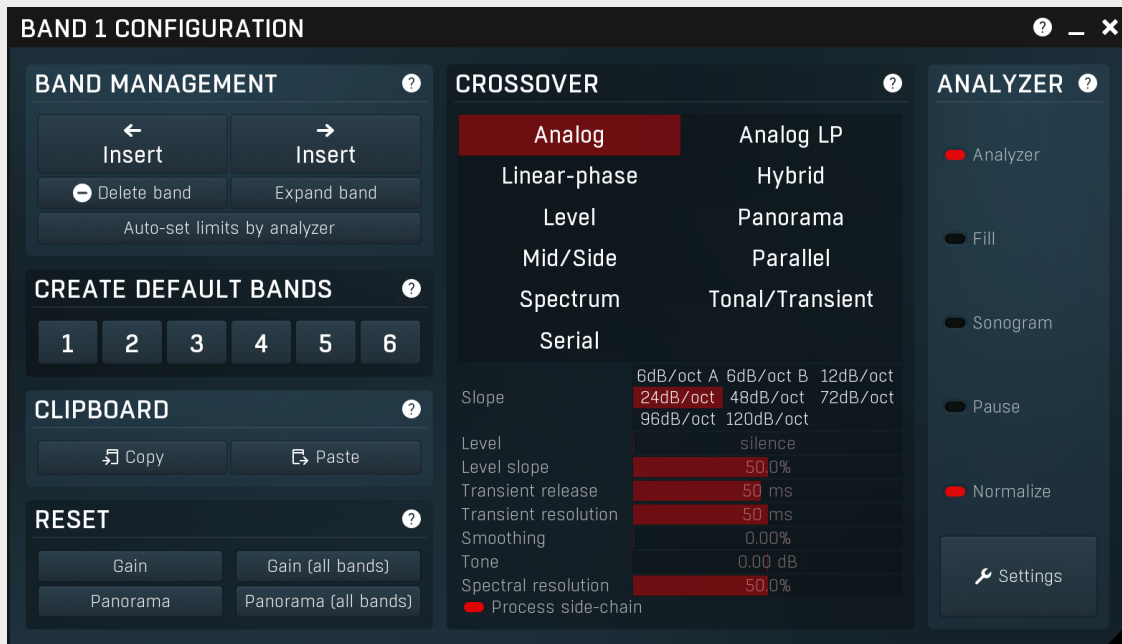 BAND 1 CONFIGURATION ?
BAND MANAGEMENT ?
Insert Insert
Delete band Expand band
Auto-set limits by analyzer
CREATE DEFAULT BANDS ?
1 2 3 4 5 6
CLIPBOARD ?
Copy Paste
RESET ?
Gain Gain (all bands)
Panorama Panorama (all bands)
CROSSOVER ?
Analog Analog LP
Linear-phase Hybrid
Level Panorama
Mid/Side Parallel
Spectrum Tonal/Transient
Serial
6dB/oct A 6dB/oct B 12dB/oct
Slope 24dB/oct 48dB/oct 72dB/oct
96dB/oct 120dB/oct
Level silence
Level slope 50.0%
Transient release 50 ms
Transient resolution 50 ms
Smoothing 0.00%
Tone 0.00 dB
Spectral resolution 50.0%
Process side-chain
ANALYZER ?
Analyzer
Fill
Sonogram
Pause
Normalize
Settings